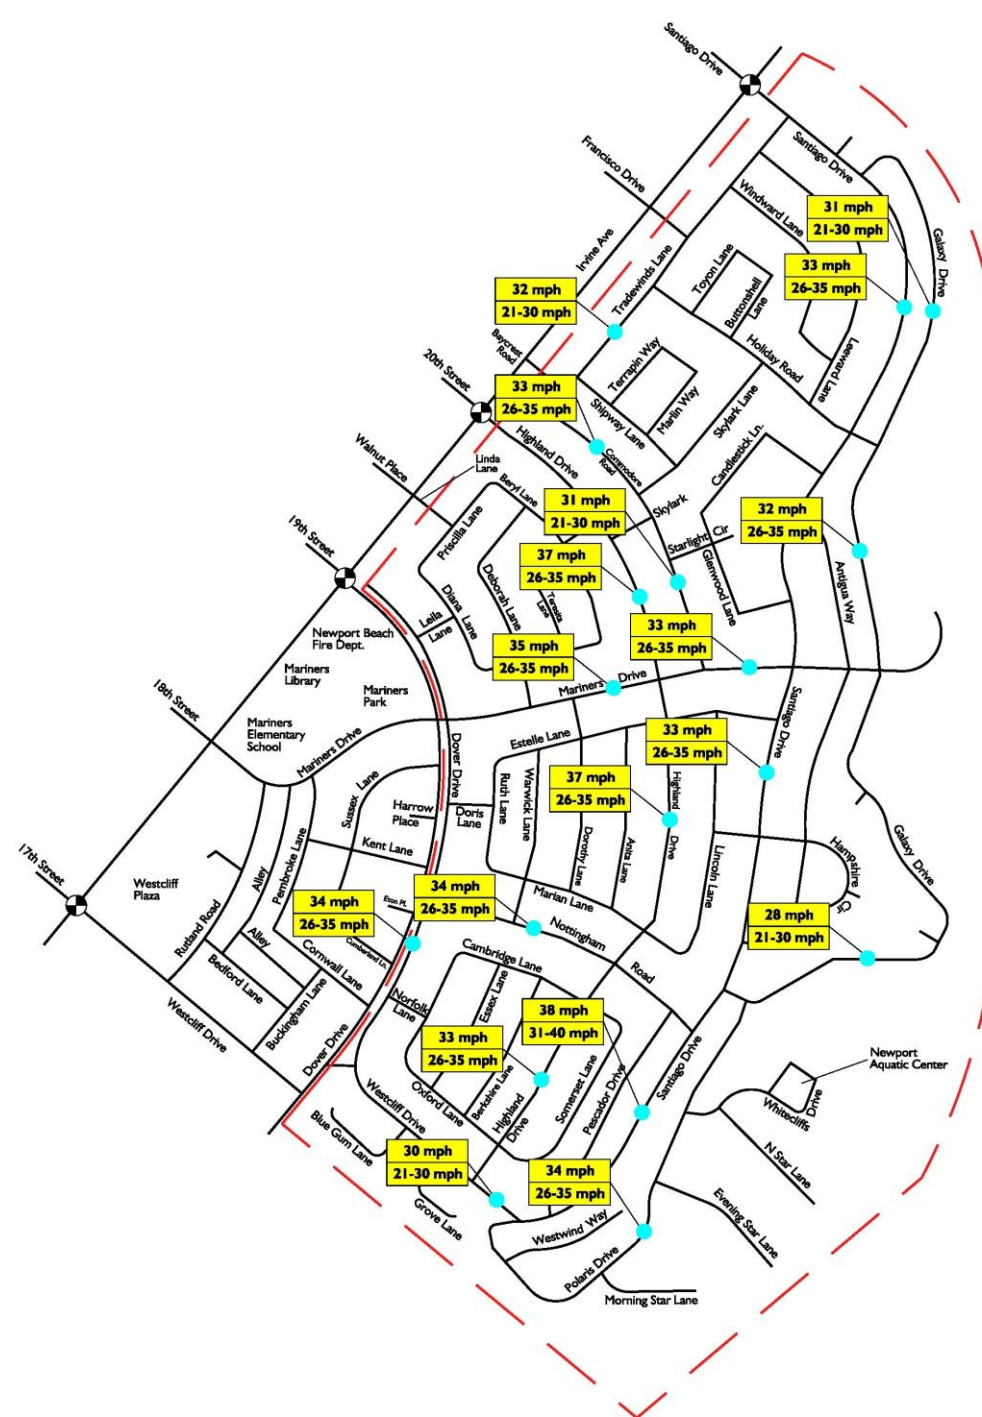 Santiago Drive
Francisco Drive
Santiago Drive
Windward Lane
31 mph
21-30 mph
Irvine Ave
Galaxy Drive
Toyon Lane
33 mph
26-35 mph
Tradewinds Lane
Buttonshell
Lane
32 mph
21-30 mph
Baycrest
Road
Holiday Road
Leeward Lane
Terrapin Way
20th Street
33 mph
26-35 mph
Shipway Lane
Marlin Way
Skylark Lane
Highland Drive
Commodore
Road
Candlestick Ln.
Walnut Place
Linda
Lane
Beryl Lane
31 mph
21-30 mph
Skylark
32 mph
26-35 mph
19th Street
Priscilla Lane
Starlight Cir
37 mph
26-35 mph
Deborah Lane
Teresita
Lane
Glenwood Lane
Antigua Way
Diana Lane
Leila
Lane
33 mph
26-35 mph
Newport Beach
Fire Dept.
35 mph
26-35 mph
Mariners
Library
Mariners
Park
Mariners Drive
18th Street
Mariners
Elementary
School
Mariners Drive
Santiago Drive
Estelle Lane
33 mph
26-35 mph
Dover Drive
Sussex Lane
Ruth Lane
Warwick Lane
37 mph
26-35 mph
Highland
Drive
Harrow
Place
Doris
Lane
Dorothy Lane
Anita Lane
Lincoln Lane
Galaxy Drive
Kent Lane
Hampshire
Cir
17th Street
Westcliff
Plaza
Alley
Pembroke Lane
34 mph
26-35 mph
Marian Lane
34 mph
26-35 mph
Eton Pl.
28 mph
21-30 mph
Rutland Road
Alley
Nottingham
Road
Cumberland Ln.
Bedford Lane
Cornwall Lane
Cambridge Lane
Westcliff Drive
Buckingham Lane
Norfolk
Lane
Essex Lane
38 mph
31-40 mph
Dover Drive
33 mph
26-35 mph
Santiago Drive
Newport
Aquatic Center
Oxford Lane
Berkshire Lane
Highland
Drive
Somerset Lane
Pescador Drive
Whitecliffs
Drive
Westcliff Drive
Blue Gum Lane
30 mph
21-30 mph
N Star Lane
34 mph
26-35 mph
Grove Lane
Westwind Way
Evening Star Lane
Polaris Drive
Morning Star Lane